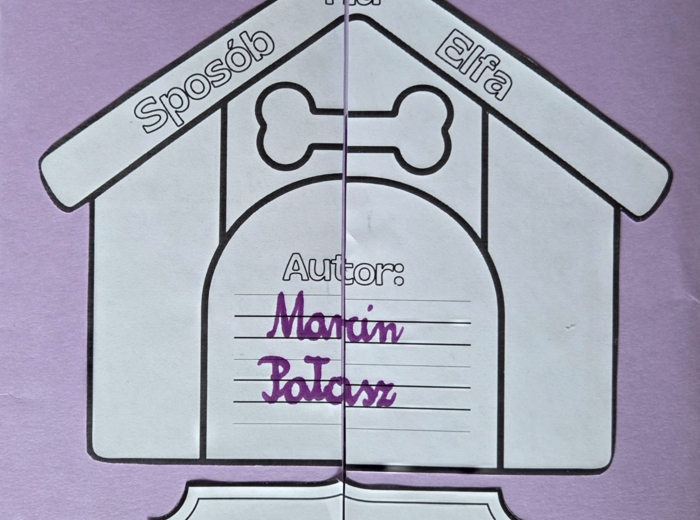 Sposób
Elfa
Autor:
Marcin
Pałasz